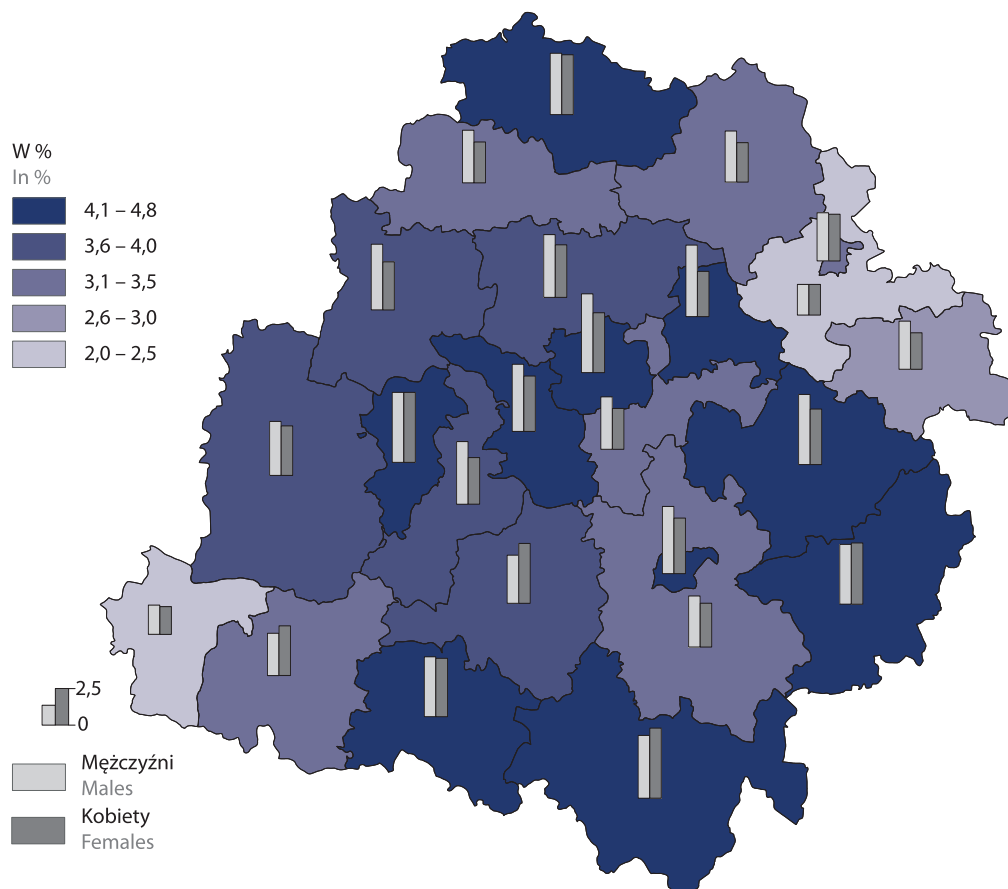 W %
In %
4,1 – 4,8
3,6 – 4,0
3,1 – 3,5
2,6 – 3,0
2,0 – 2,5
2,5
0
Mężczyźni
Males
Kobiety
Females